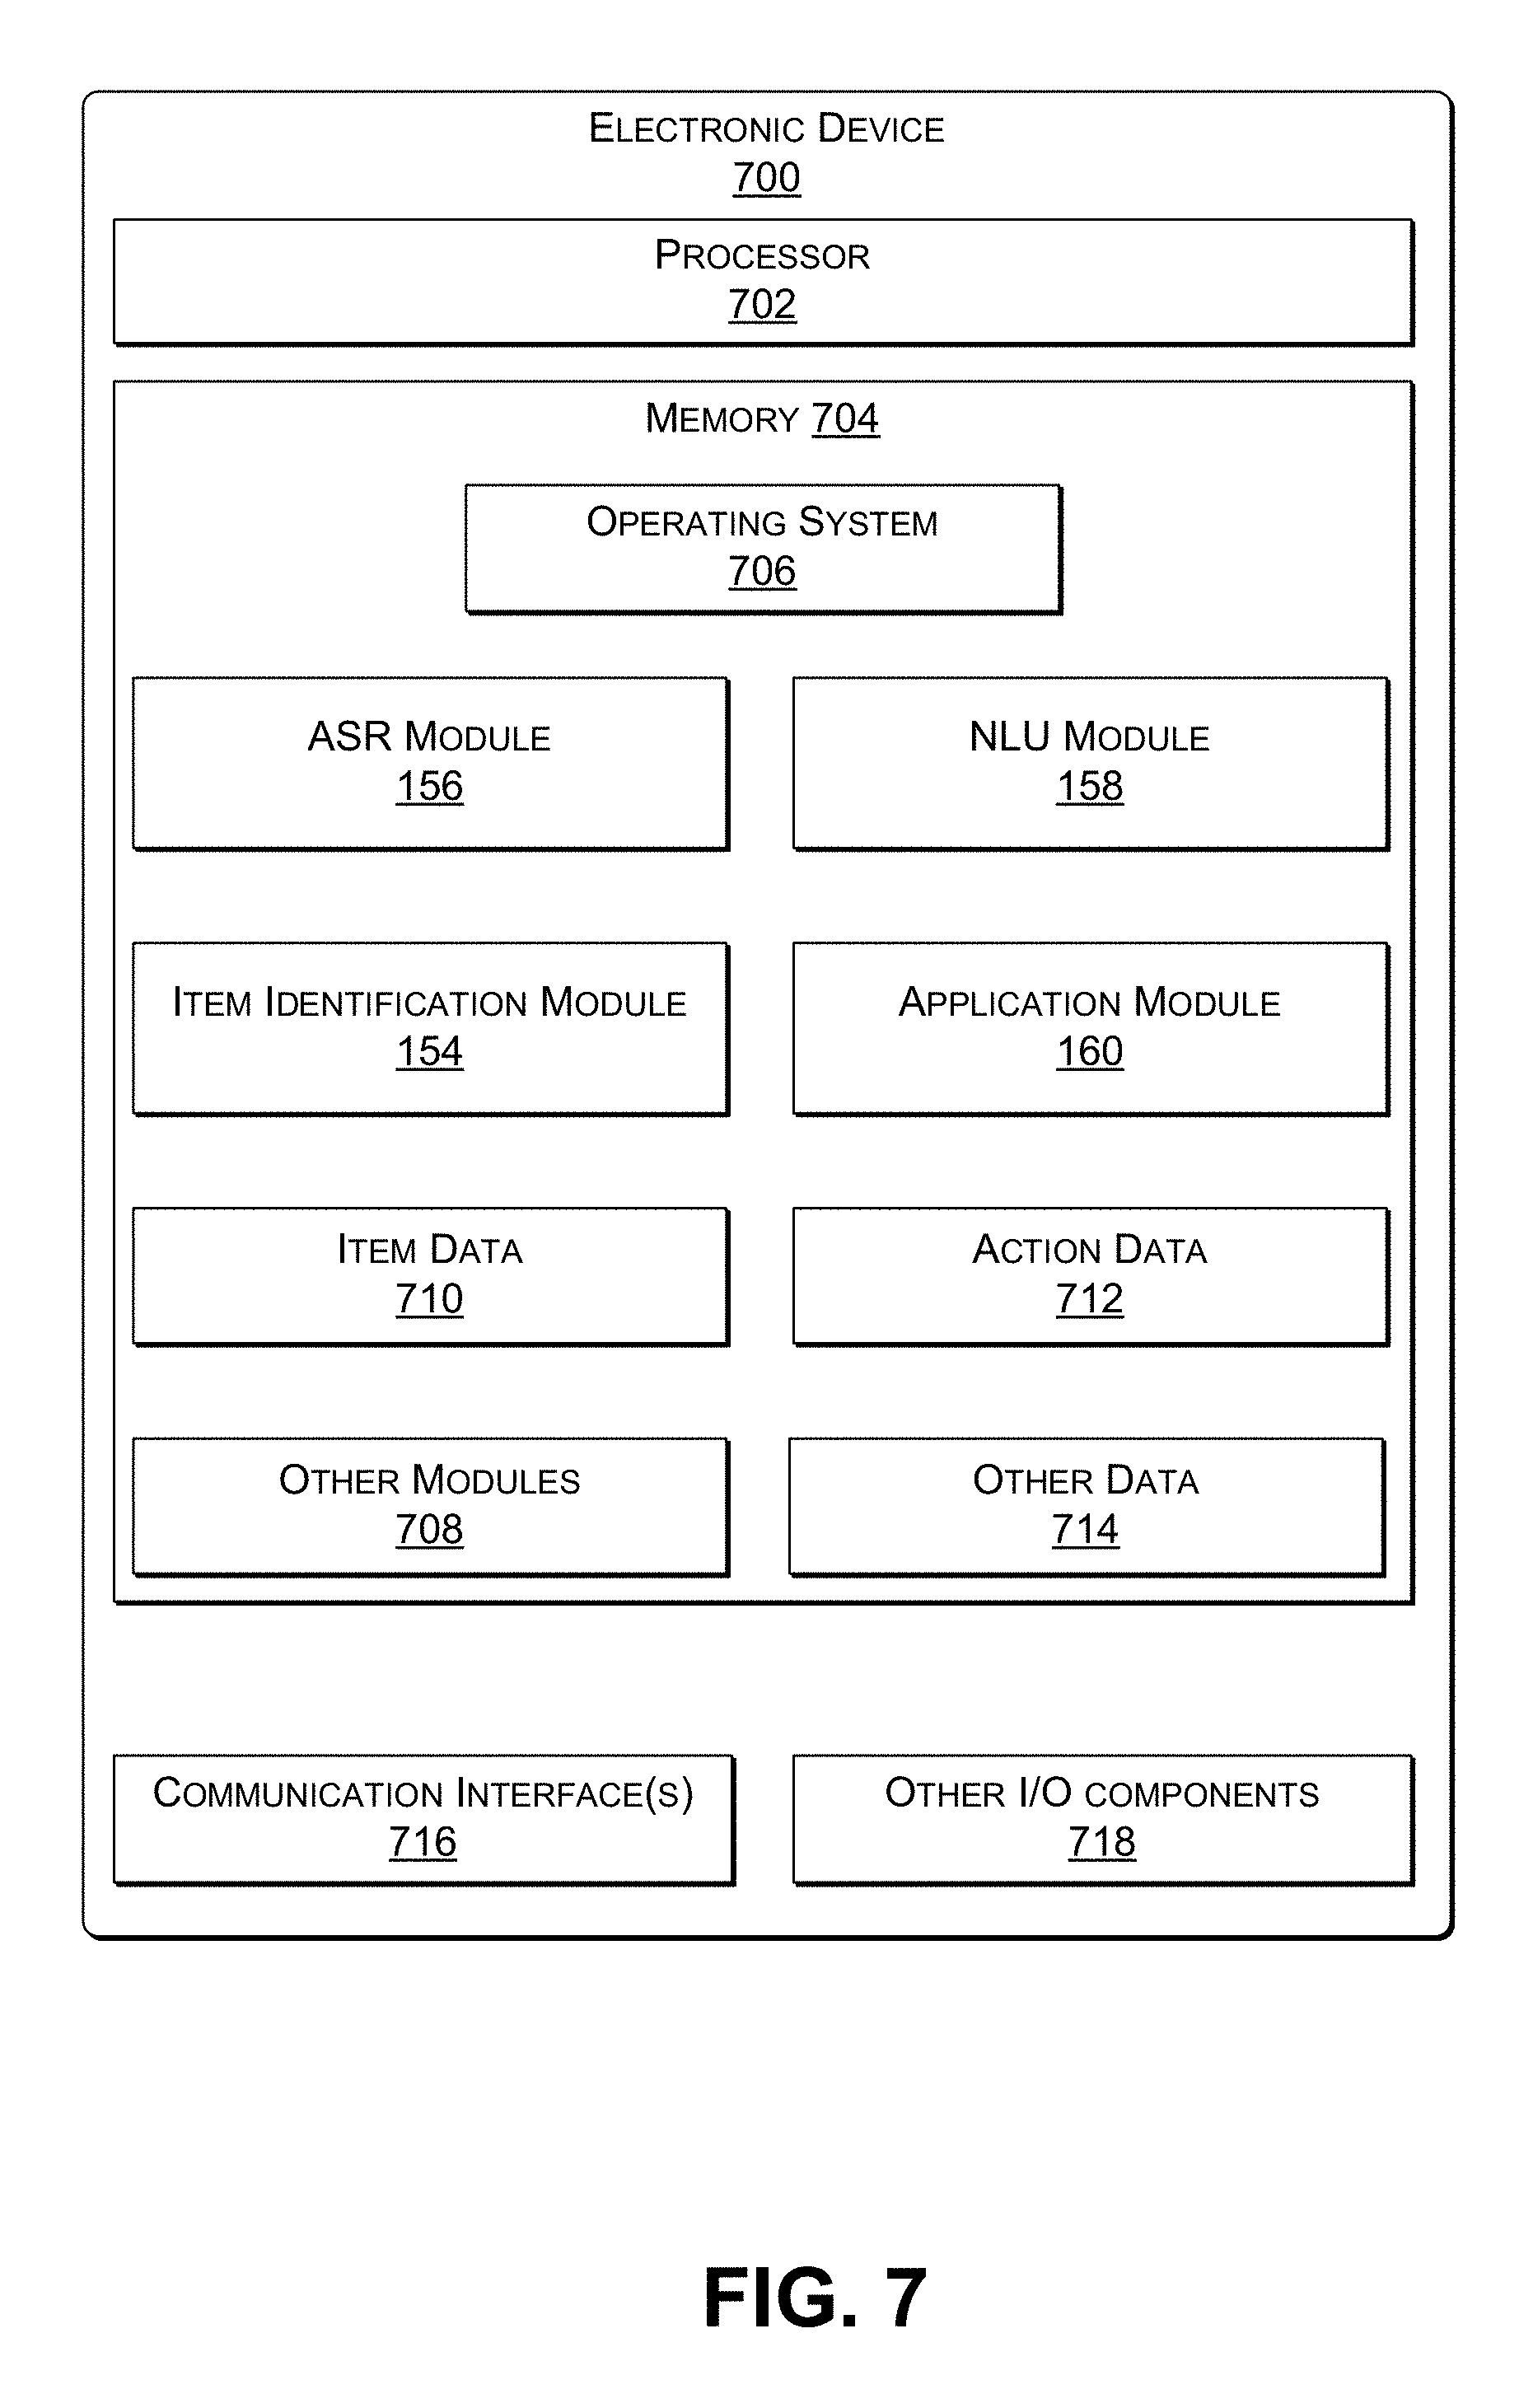 Electronic Device
700
Processor
702
Memory 704
Operating System
706
ASR Module
156
NLU Module
158
Item Identification Module
154
Application Module
160
Item Data
710
Action Data
712
Other Modules
708
Other Data
714
Communication Interface(s)
716
Other I/O components
718
FIG. 7